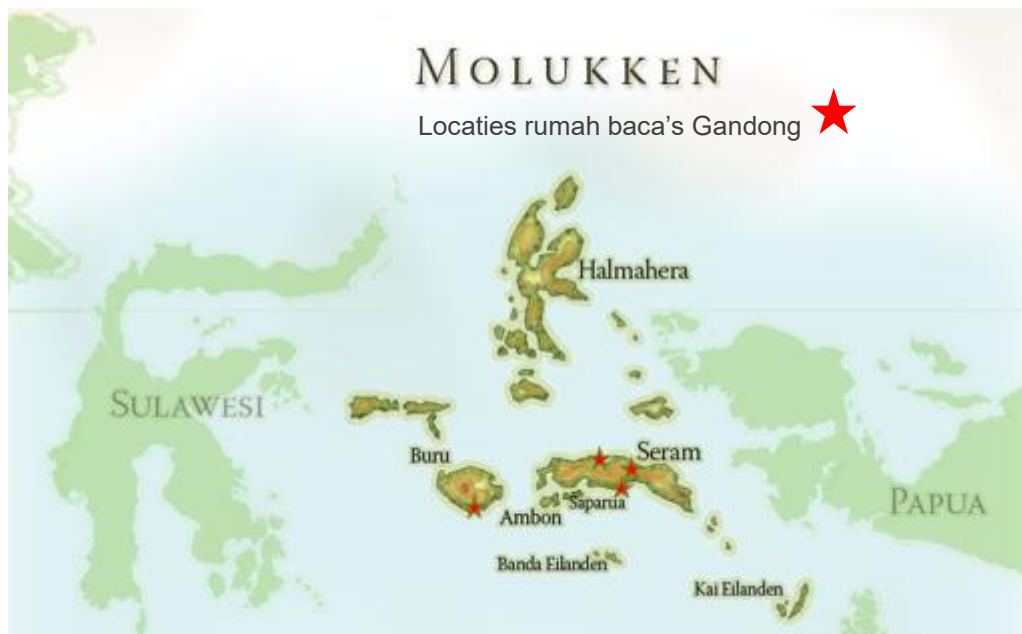 MOLUKKEN
Locaties rumah baca’s Gandong
Halmahera
SULAWESI
Buru
Seram
Saparua
PAPUA
Ambon
Banda Eilanden
Kai Eilanden